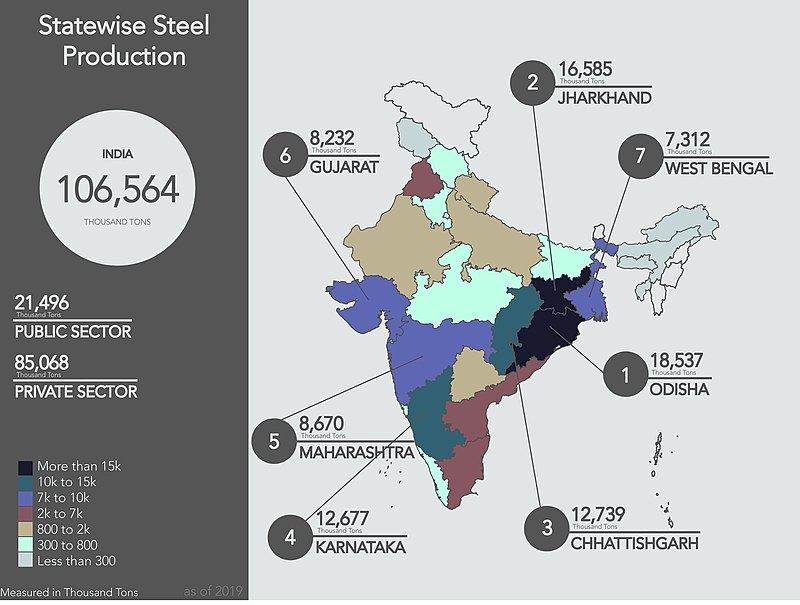 Statewise Steel
Production
INDIA
106,564
THOUSAND TONS
21,496
Thousand Tons
PUBLIC SECTOR
85,068
Thousand Tons
PRIVATE SECTOR
More than 15k
10k to 15k
7k to 10k
2k to 7k
800 to 2k
300 to 800
Less than 300
Measured in Thousand Tons
as of 2019
2
16,585
Thousand Tons
JHARKHAND
6
8,232
Thousand Tons
GUJARAT
7
7,312
Thousand Tons
WEST BENGAL
1
18,537
Thousand Tons
ODISHA
5
8,670
Thousand Tons
MAHARASHTRA
4
12,677
Thousand Tons
KARNATAKA
3
12,739
Thousand Tons
CHHATTISHGARH